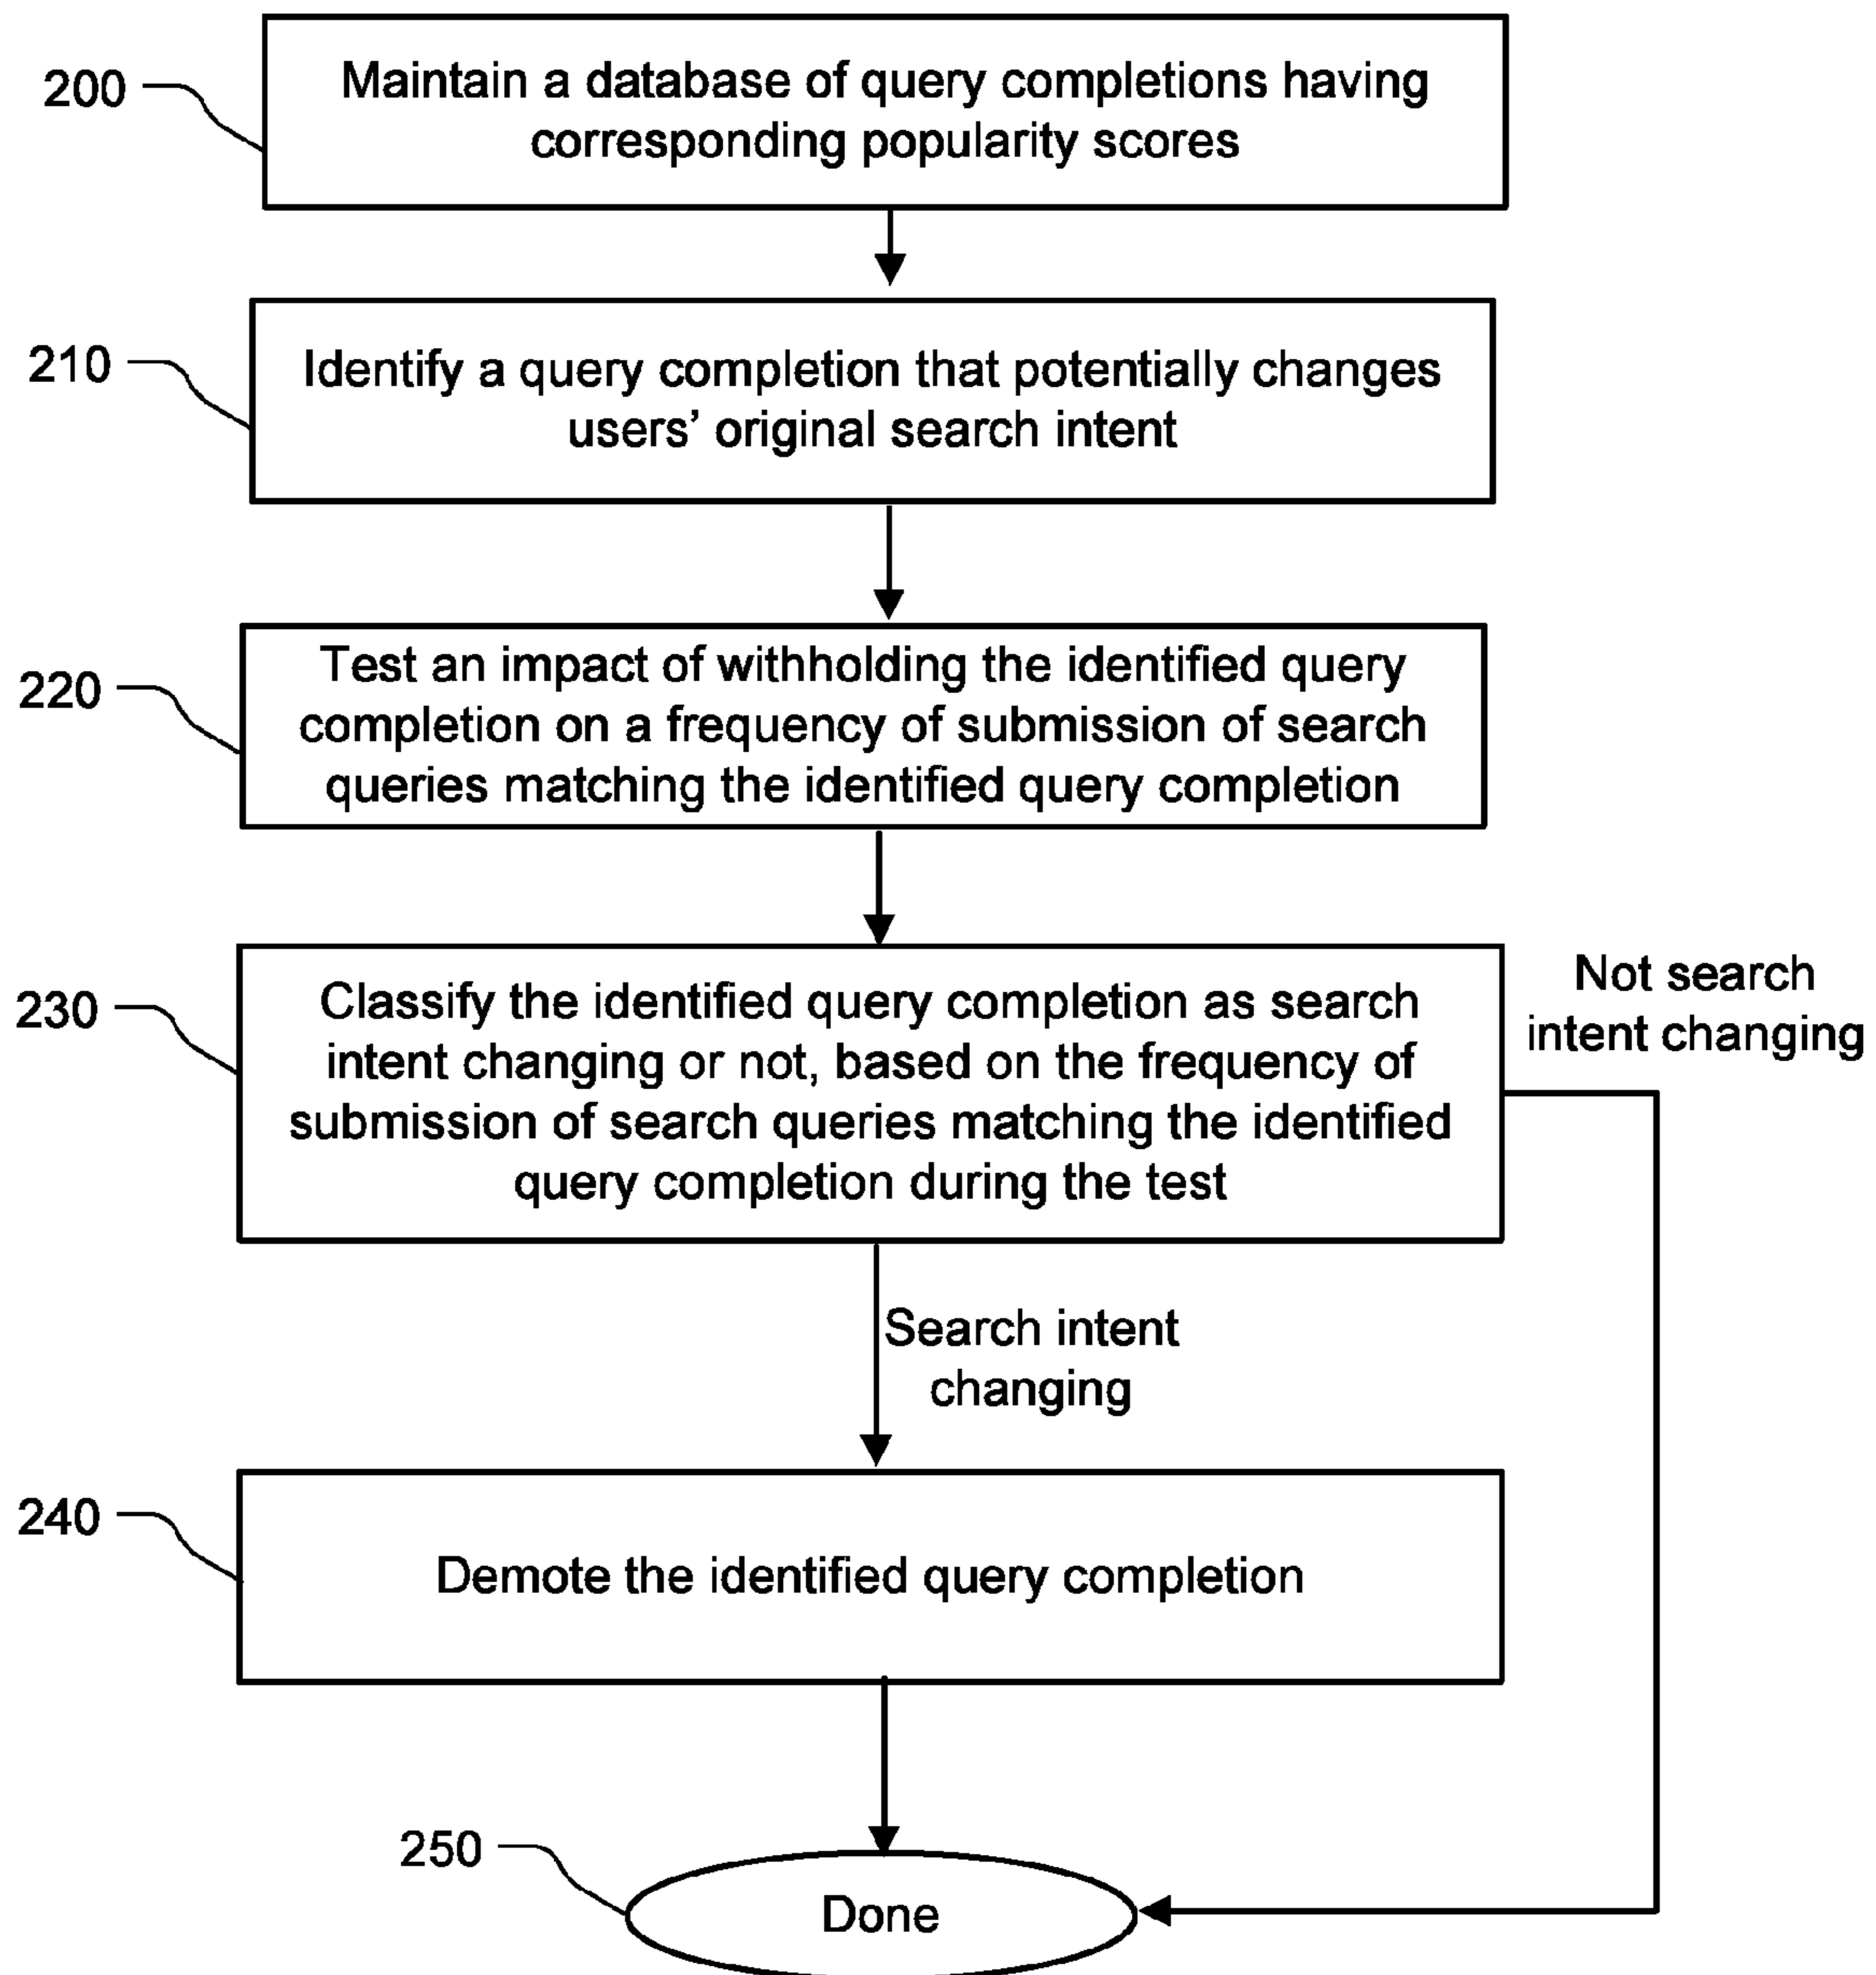 200
Maintain a database of query completions having
corresponding popularity scores
210
Identify a query completion that potentially changes
users’ original search intent
220
Test an impact of withholding the identified query
completion on a frequency of submission of search
queries matching the identified query completion
230
Classify the identified query completion as search
intent changing or not, based on the frequency of
submission of search queries matching the identified
query completion during the test
Not search
intent changing
Search intent
changing
240
Demote the identified query completion
250
Done